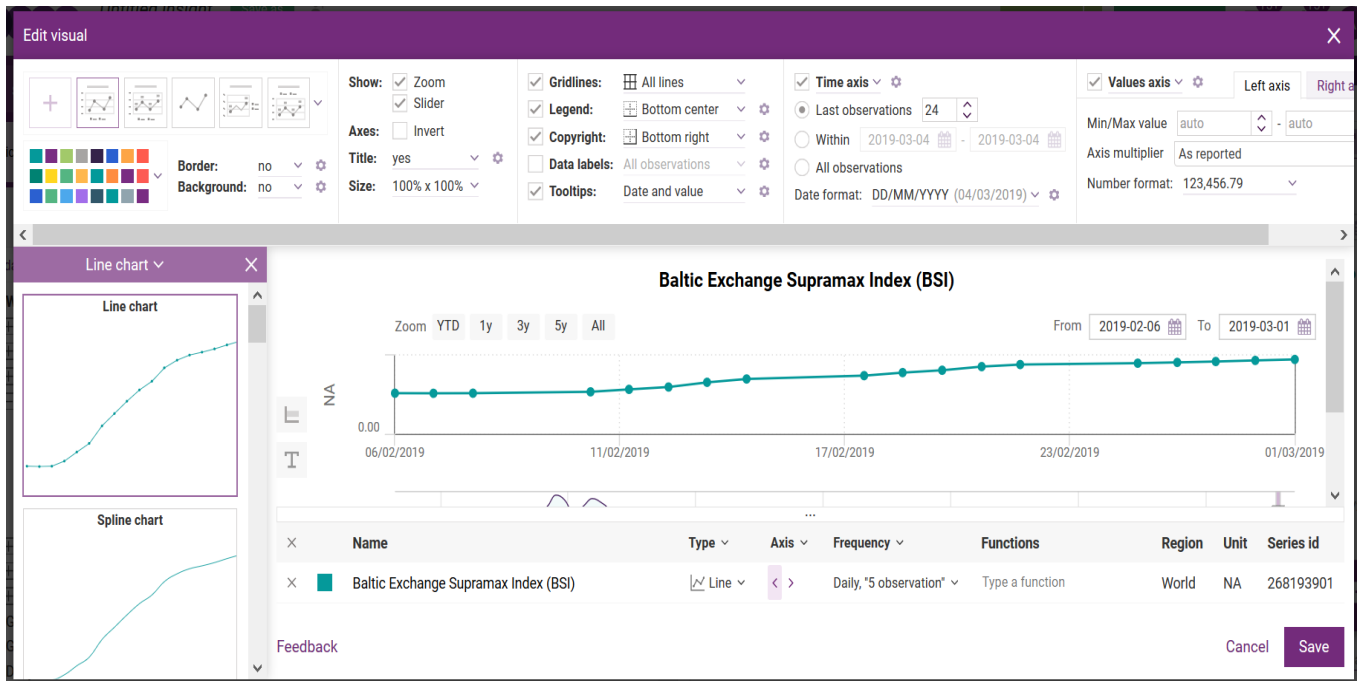 Untitled Insight
Edit visual
Show: Zoom
Slider
Axes: Invert
Title: yes
Size: 100% x 100%
Border: no
Background: no
Gridlines: All lines
Legend: Bottom center
Copyright: Bottom right
Data labels: All observations
Tooltips: Date and value
Time axis
Last observations 24
Within 2019-03-04 - 2019-03-04
All observations
Date format: DD/MM/YYYY (04/03/2019)
Values axis Left axis Right a
Min/Max value auto - auto
Axis multiplier As reported
Number format: 123,456.79
Line chart
Line chart
Spline chart
Baltic Exchange Supramax Index (BSI)
Zoom YTD 1y 3y 5y All From 2019-02-06 To 2019-03-01
NA
0.00
06/02/2019 11/02/2019 17/02/2019 23/02/2019 01/03/2019
...
Name Type Axis Frequency Functions Region Unit Series id
Baltic Exchange Supramax Index (BSI) Line Daily, "5 observation" Type a function World NA 268193901
Feedback Cancel Save